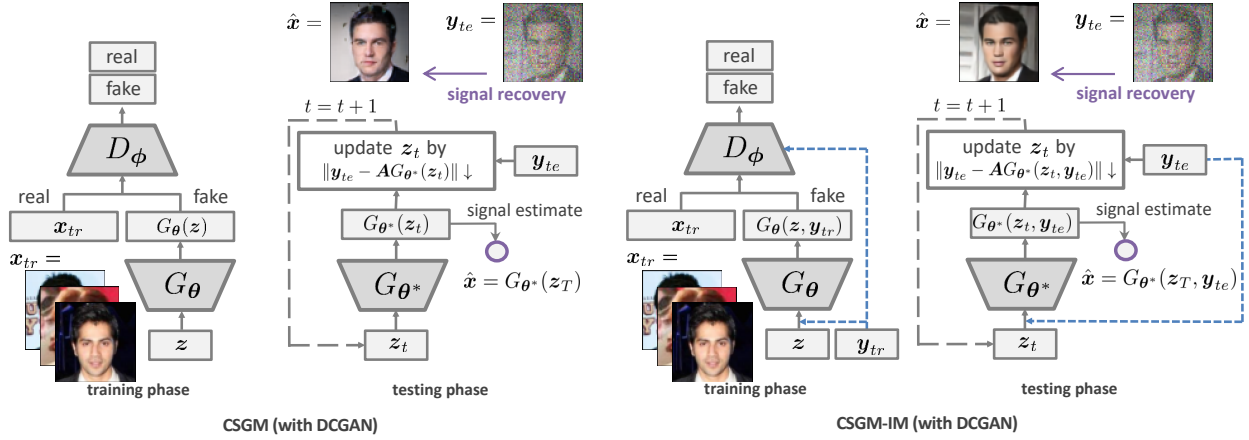 x̂ =
y_te =
real
fake
signal recovery
t = t + 1
D_ϕ
update z_t by
‖y_te − AG_θ*(z_t)‖ ↓
y_te
real
fake
x_tr
G_θ(z)
G_θ*(z_t)
signal estimate
x_tr =
G_θ
G_θ*
x̂ = G_θ*(z_T)
z
z_t
training phase
testing phase
CSGM (with DCGAN)
x̂ =
y_te =
real
fake
signal recovery
t = t + 1
D_ϕ
update z_t by
‖y_te − AG_θ*(z_t, y_te)‖ ↓
y_te
real
fake
x_tr
G_θ(z, y_tr)
G_θ*(z_t, y_te)
signal estimate
x_tr =
G_θ
G_θ*
x̂ = G_θ*(z_T, y_te)
z
y_tr
z_t
training phase
testing phase
CSGM-IM (with DCGAN)